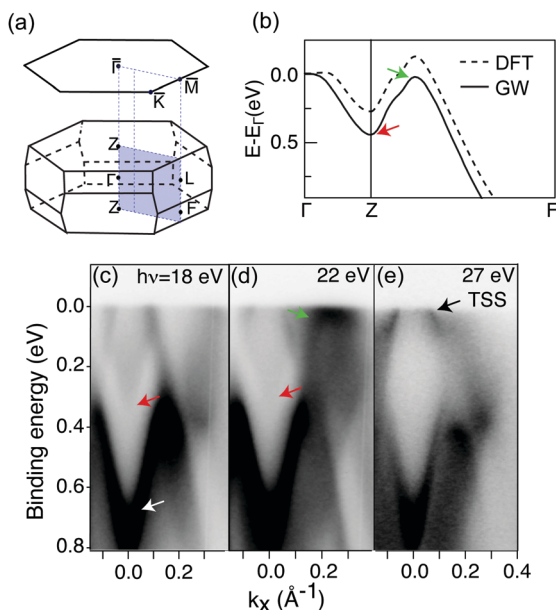 (a)
Γ̅
M̅
K̅
Z
Γ
L
Z
F
(b)
E-E_Γ(eV)
0.0
0.5
DFT
GW
Γ
Z
F
(c) hν=18 eV
(d) 22 eV
(e) 27 eV
TSS
Binding energy (eV)
0.0
0.2
0.4
0.6
0.8
0.0 0.2 0.0 0.2 0.0 0.2 0.4
kₓ (Å⁻¹)